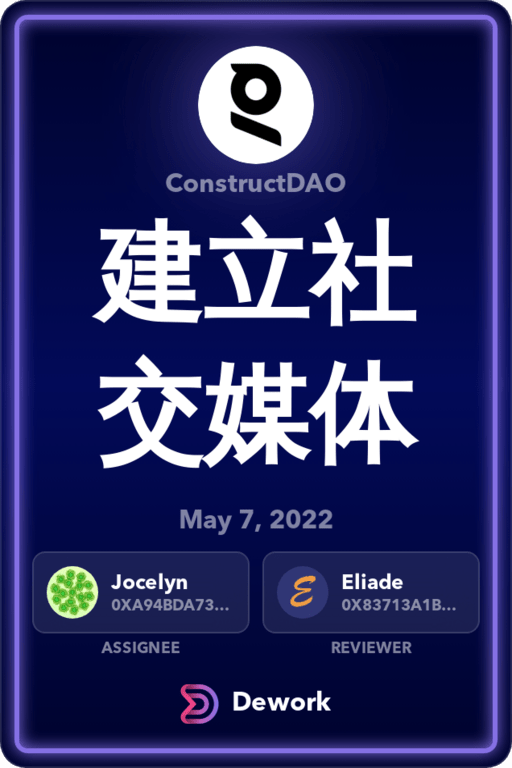 ConstructDAO
建立社
交媒体
May 7, 2022
Jocelyn
0XA94BDA73...
ASSIGNEE
Eliade
0X83713A1B...
REVIEWER
Dework